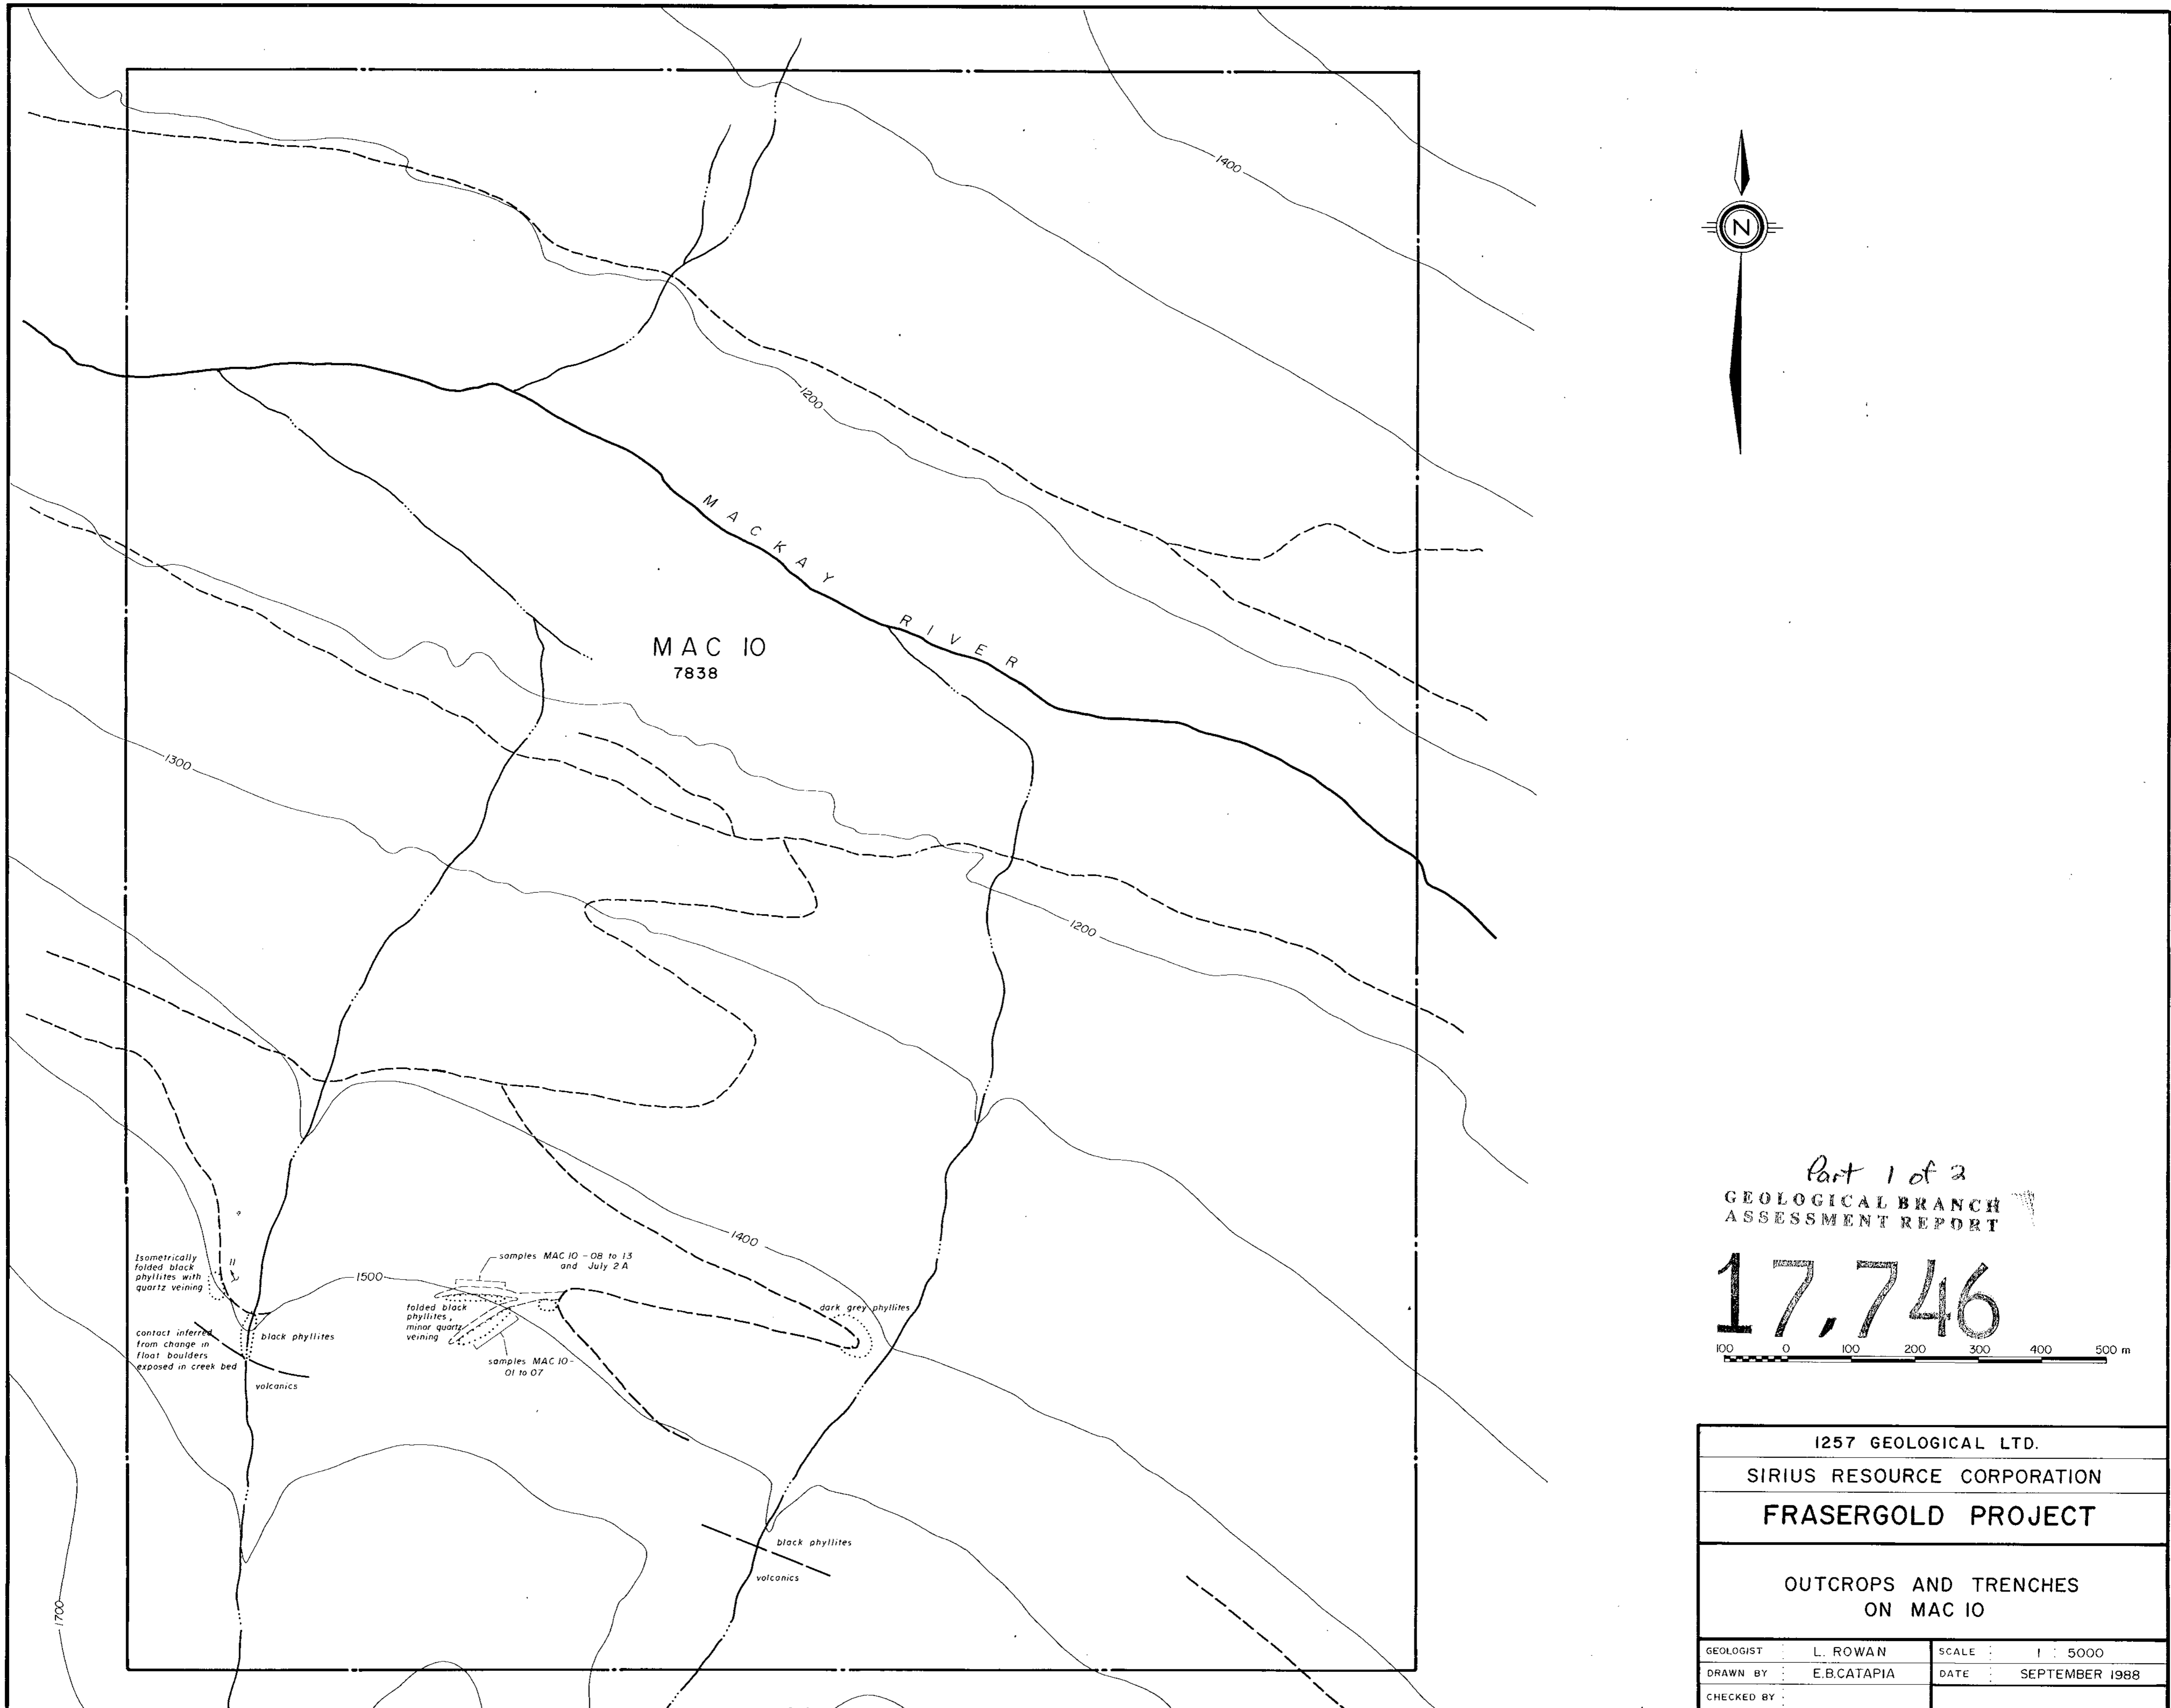 1400
N
1200
MACKAY RIVER
MAC 10
7838
1300
1200
Part 1 of 2
GEOLOGICAL BRANCH
ASSESSMENT REPORT
17,746
100 0 100 200 300 400 500 m
1400
Isometrically
folded black
phyllites with
quartz veining
1500
samples MAC 10 - 08 to 13
and July 2 A
folded black
phyllites,
minor quartz
veining
dark grey phyllites
contact inferred
from change in
float boulders
exposed in creek bed
black phyllites
samples MAC 10 -
01 to 07
volcanics
black phyllites
volcanics
1700
1257 GEOLOGICAL LTD.
SIRIUS RESOURCE CORPORATION
FRASERGOLD PROJECT
OUTCROPS AND TRENCHES
ON MAC 10
GEOLOGIST : L. ROWAN SCALE : 1 : 5000
DRAWN BY : E.B.CATAPIA DATE : SEPTEMBER 1988
CHECKED BY :